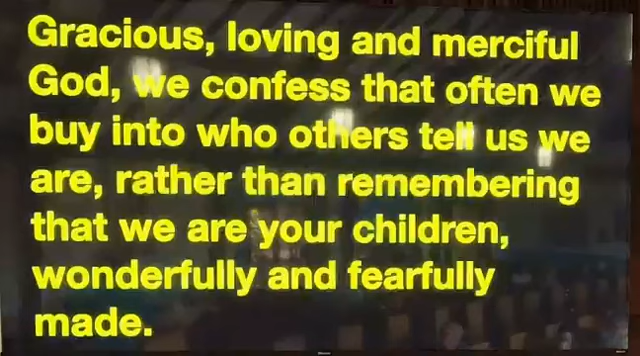 Gracious, loving and merciful
God, we confess that often we
buy into who others tell us we
are, rather than remembering
that we are your children,
wonderfully and fearfully
made.